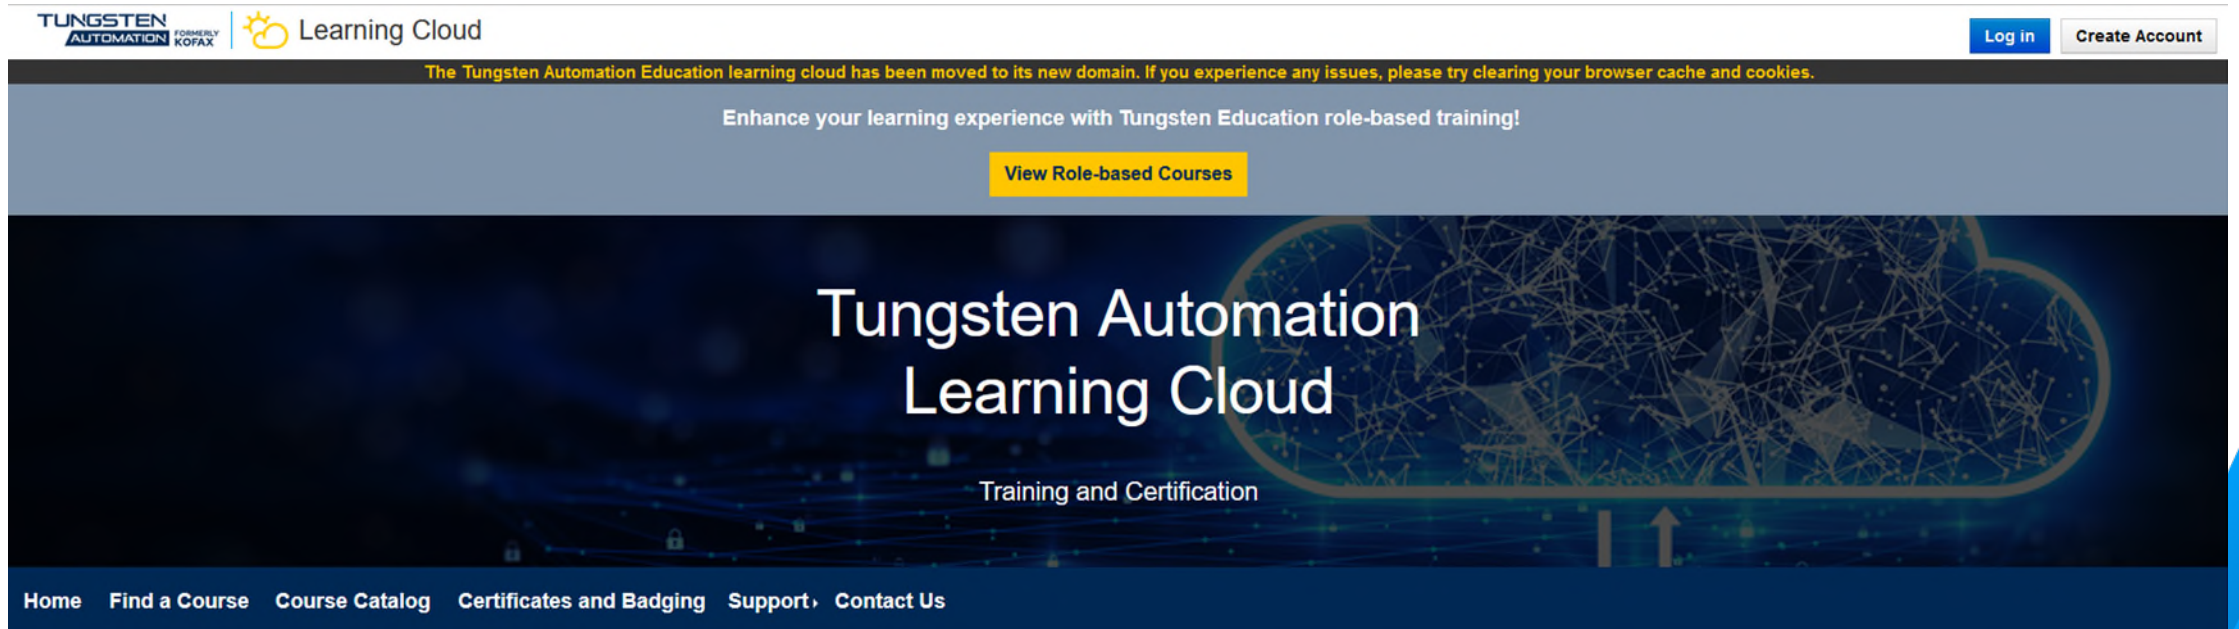 TUNGSTEN
AUTOMATION FORMERLY KOFAX
Learning Cloud
Log in
Create Account
The Tungsten Automation Education learning cloud has been moved to its new domain. If you experience any issues, please try clearing your browser cache and cookies.
Enhance your learning experience with Tungsten Education role-based training!
View Role-based Courses
Tungsten Automation
Learning Cloud
Training and Certification
Home Find a Course Course Catalog Certificates and Badging Support Contact Us